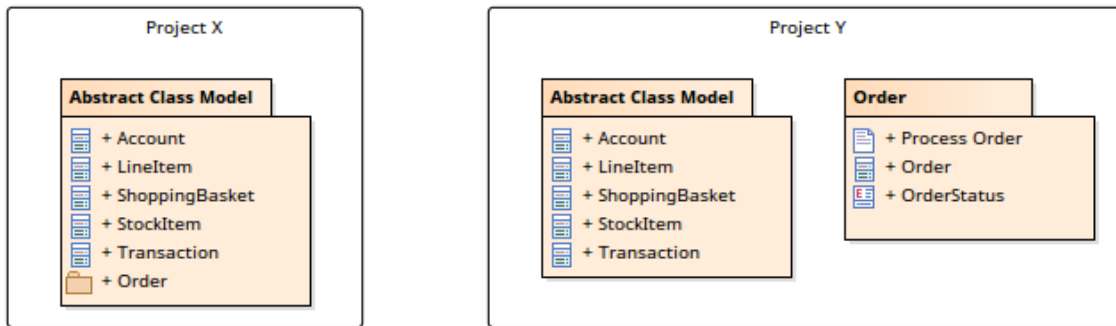 Project X
Abstract Class Model
+ Account
+ LineItem
+ ShoppingBasket
+ StockItem
+ Transaction
+ Order
Project Y
Abstract Class Model
+ Account
+ LineItem
+ ShoppingBasket
+ StockItem
+ Transaction
Order
+ Process Order
+ Order
E
+ OrderStatus